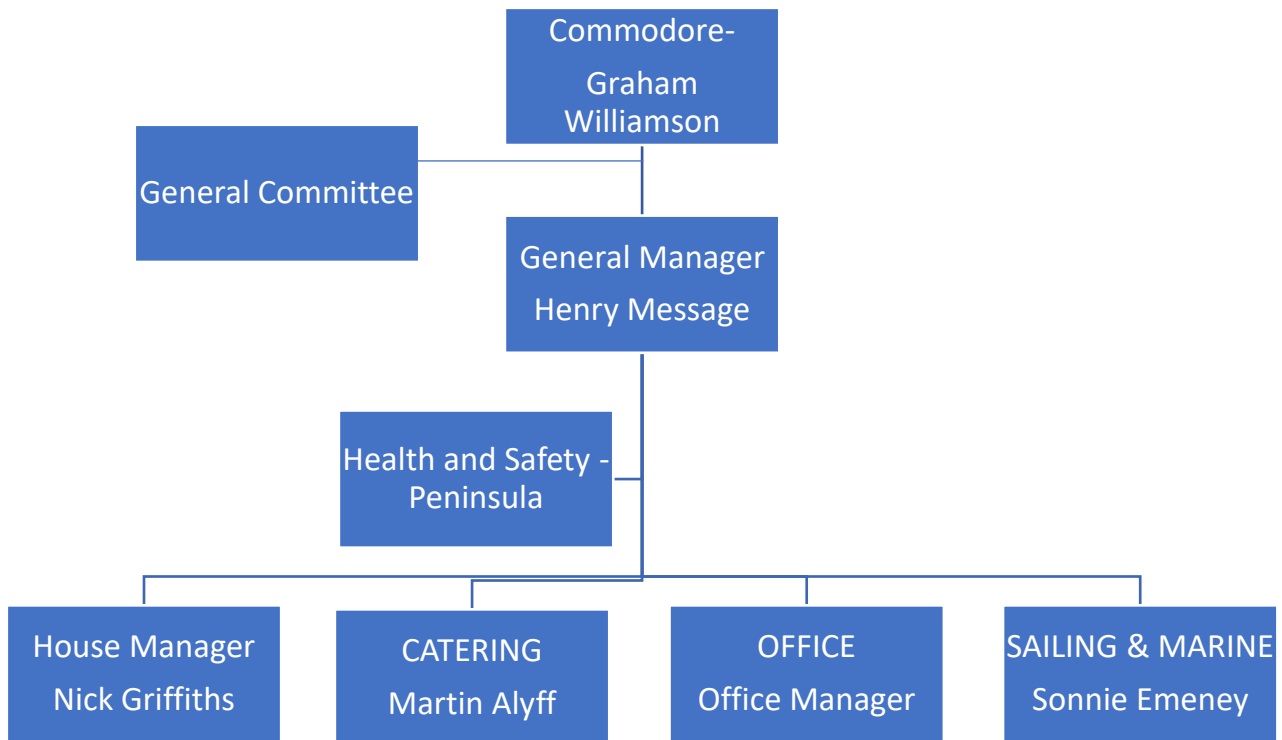 Commodore-
Graham
Williamson
General Committee
General Manager
Henry Message
Health and Safety -
Peninsula
House Manager
Nick Griffiths
CATERING
Martin Alyff
OFFICE
Office Manager
SAILING & MARINE
Sonnie Emeney